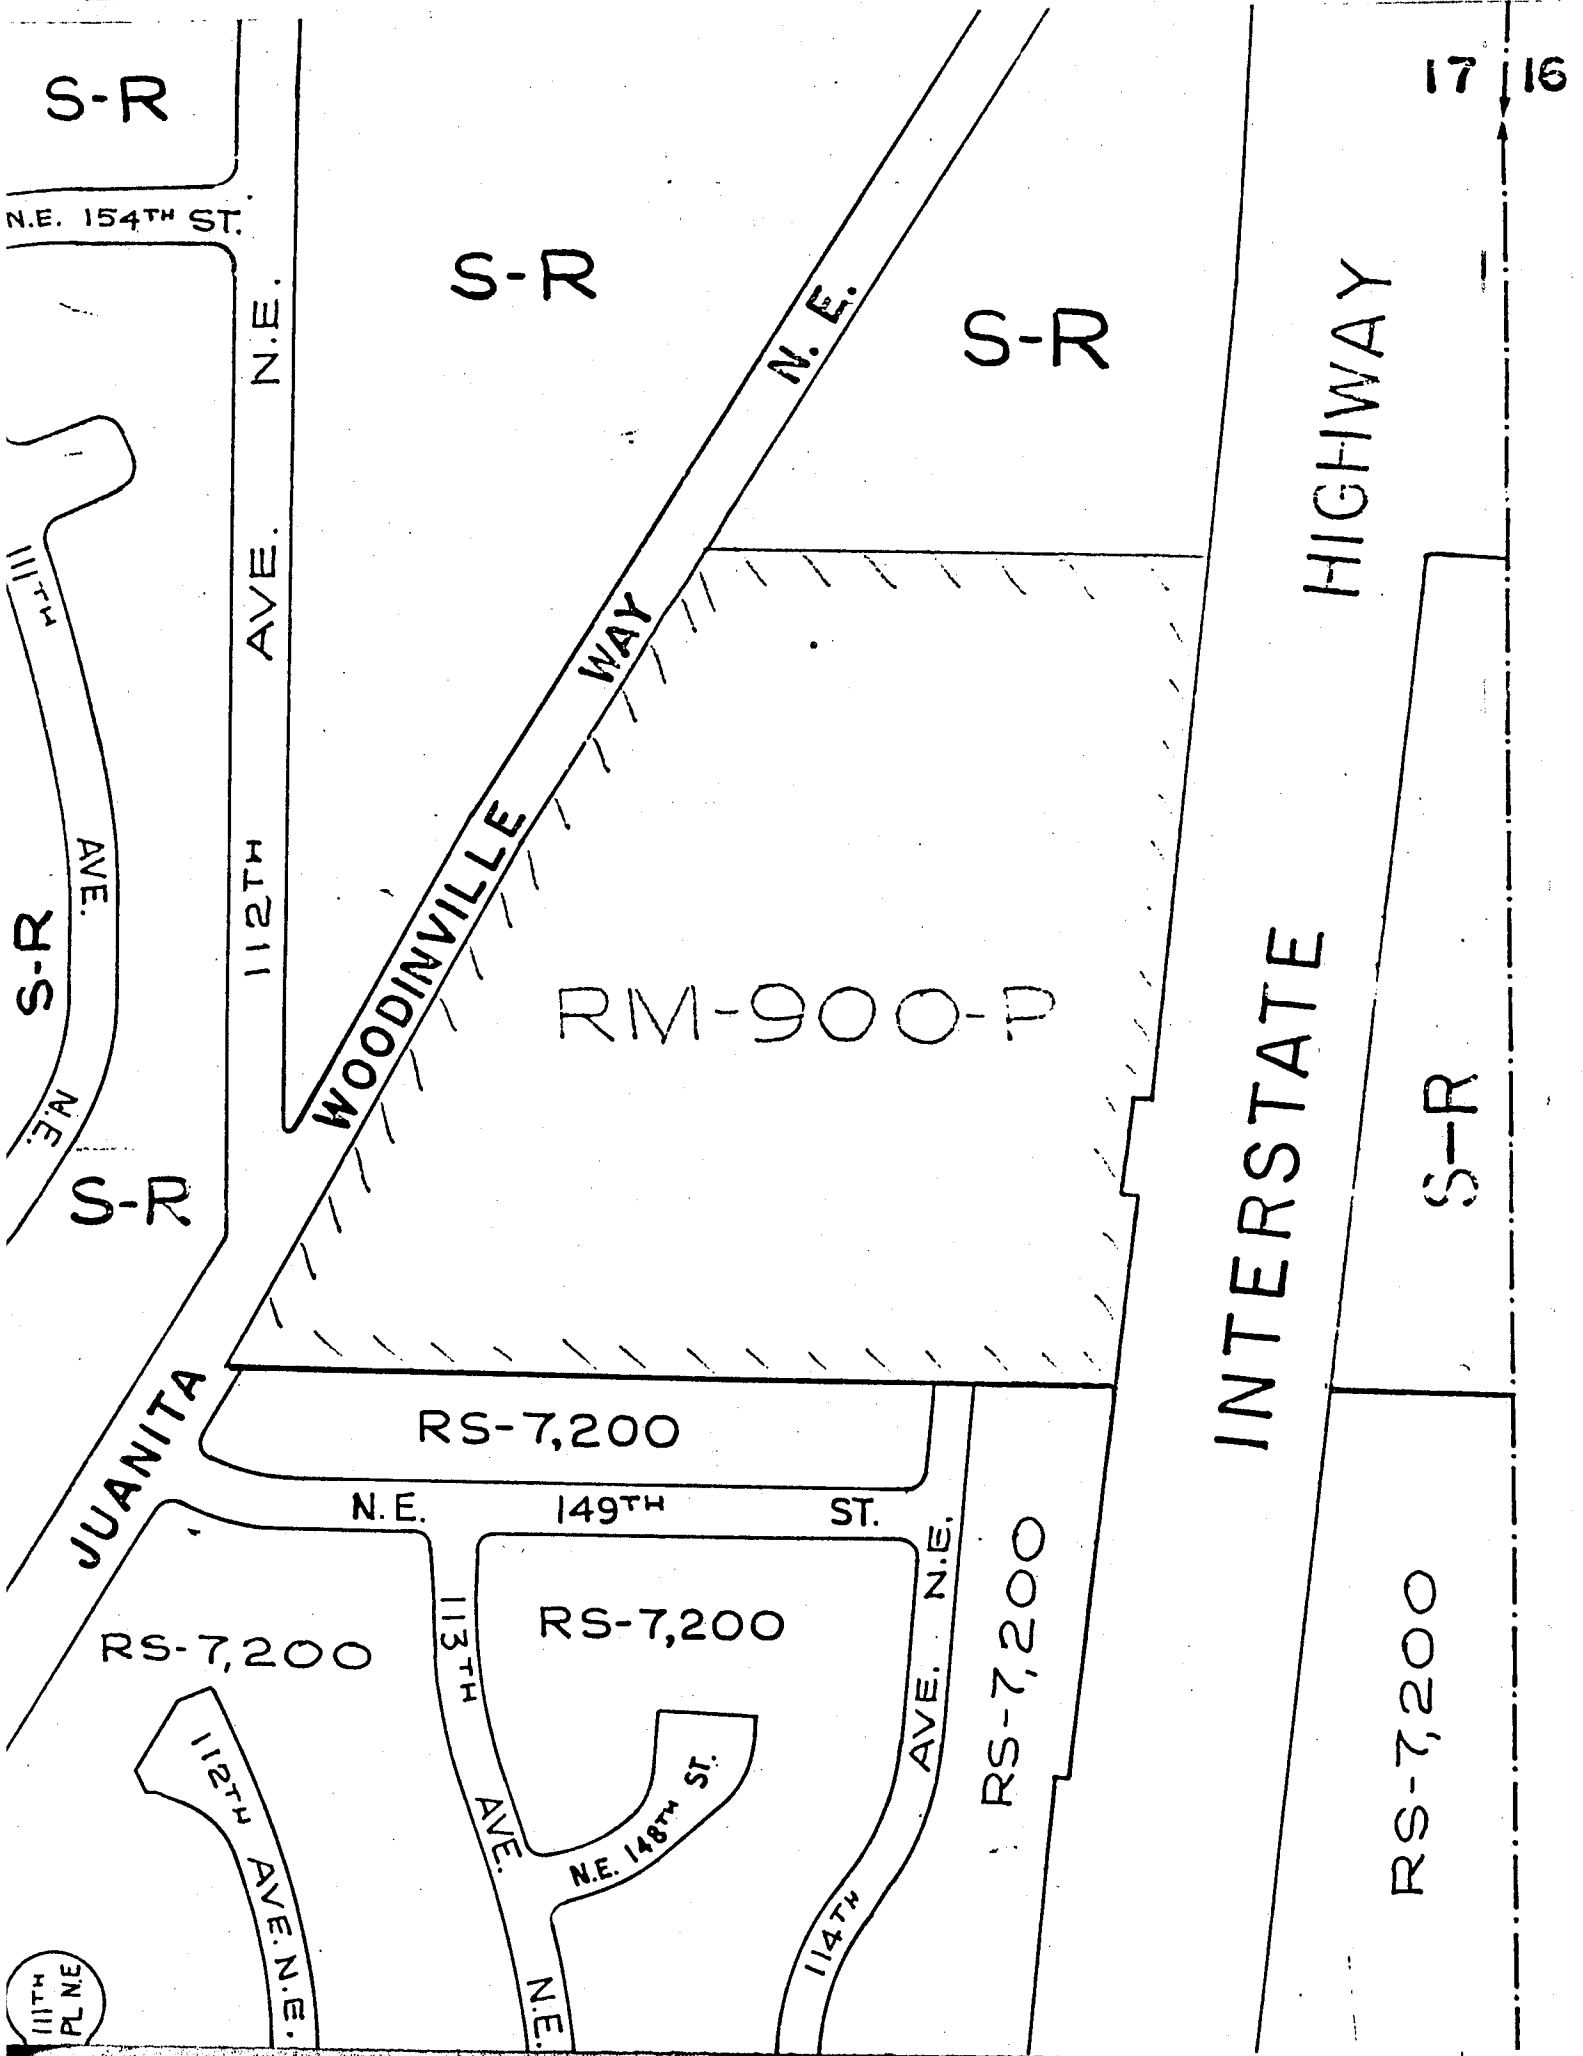 S-R
17 16
N.E. 154TH ST.
S-R
S-R
112TH AVE. N.E.
JUANITA WOODINVILLE WAY N.E.
INTERSTATE HIGHWAY
111TH AVE. N.E.
S-R
S-R
RM-900-P
S-R
RS-7,200
N.E. 149TH ST.
RS-7,200
RS-7,200
RS-7,200
RS-7,200
113TH AVE. N.E.
N.E. 148TH ST.
114TH AVE. N.E.
112TH AVE. N.E.
111TH
PL N.E